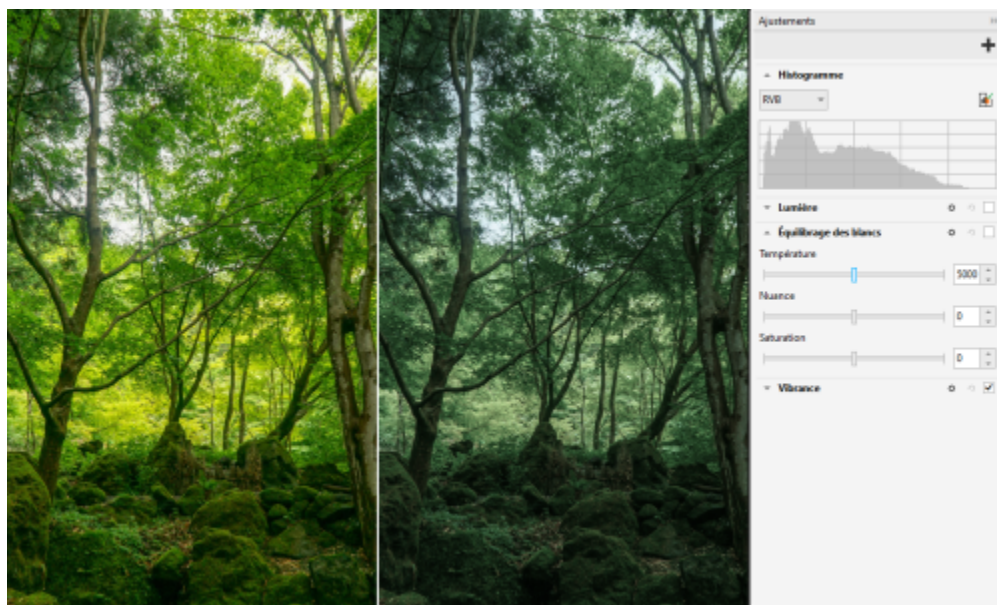 Ajustements
Histogramme
RVB
Lumière
Équilibrage des blancs
Température
5000
Nuance
0
Saturation
0
Vibrance